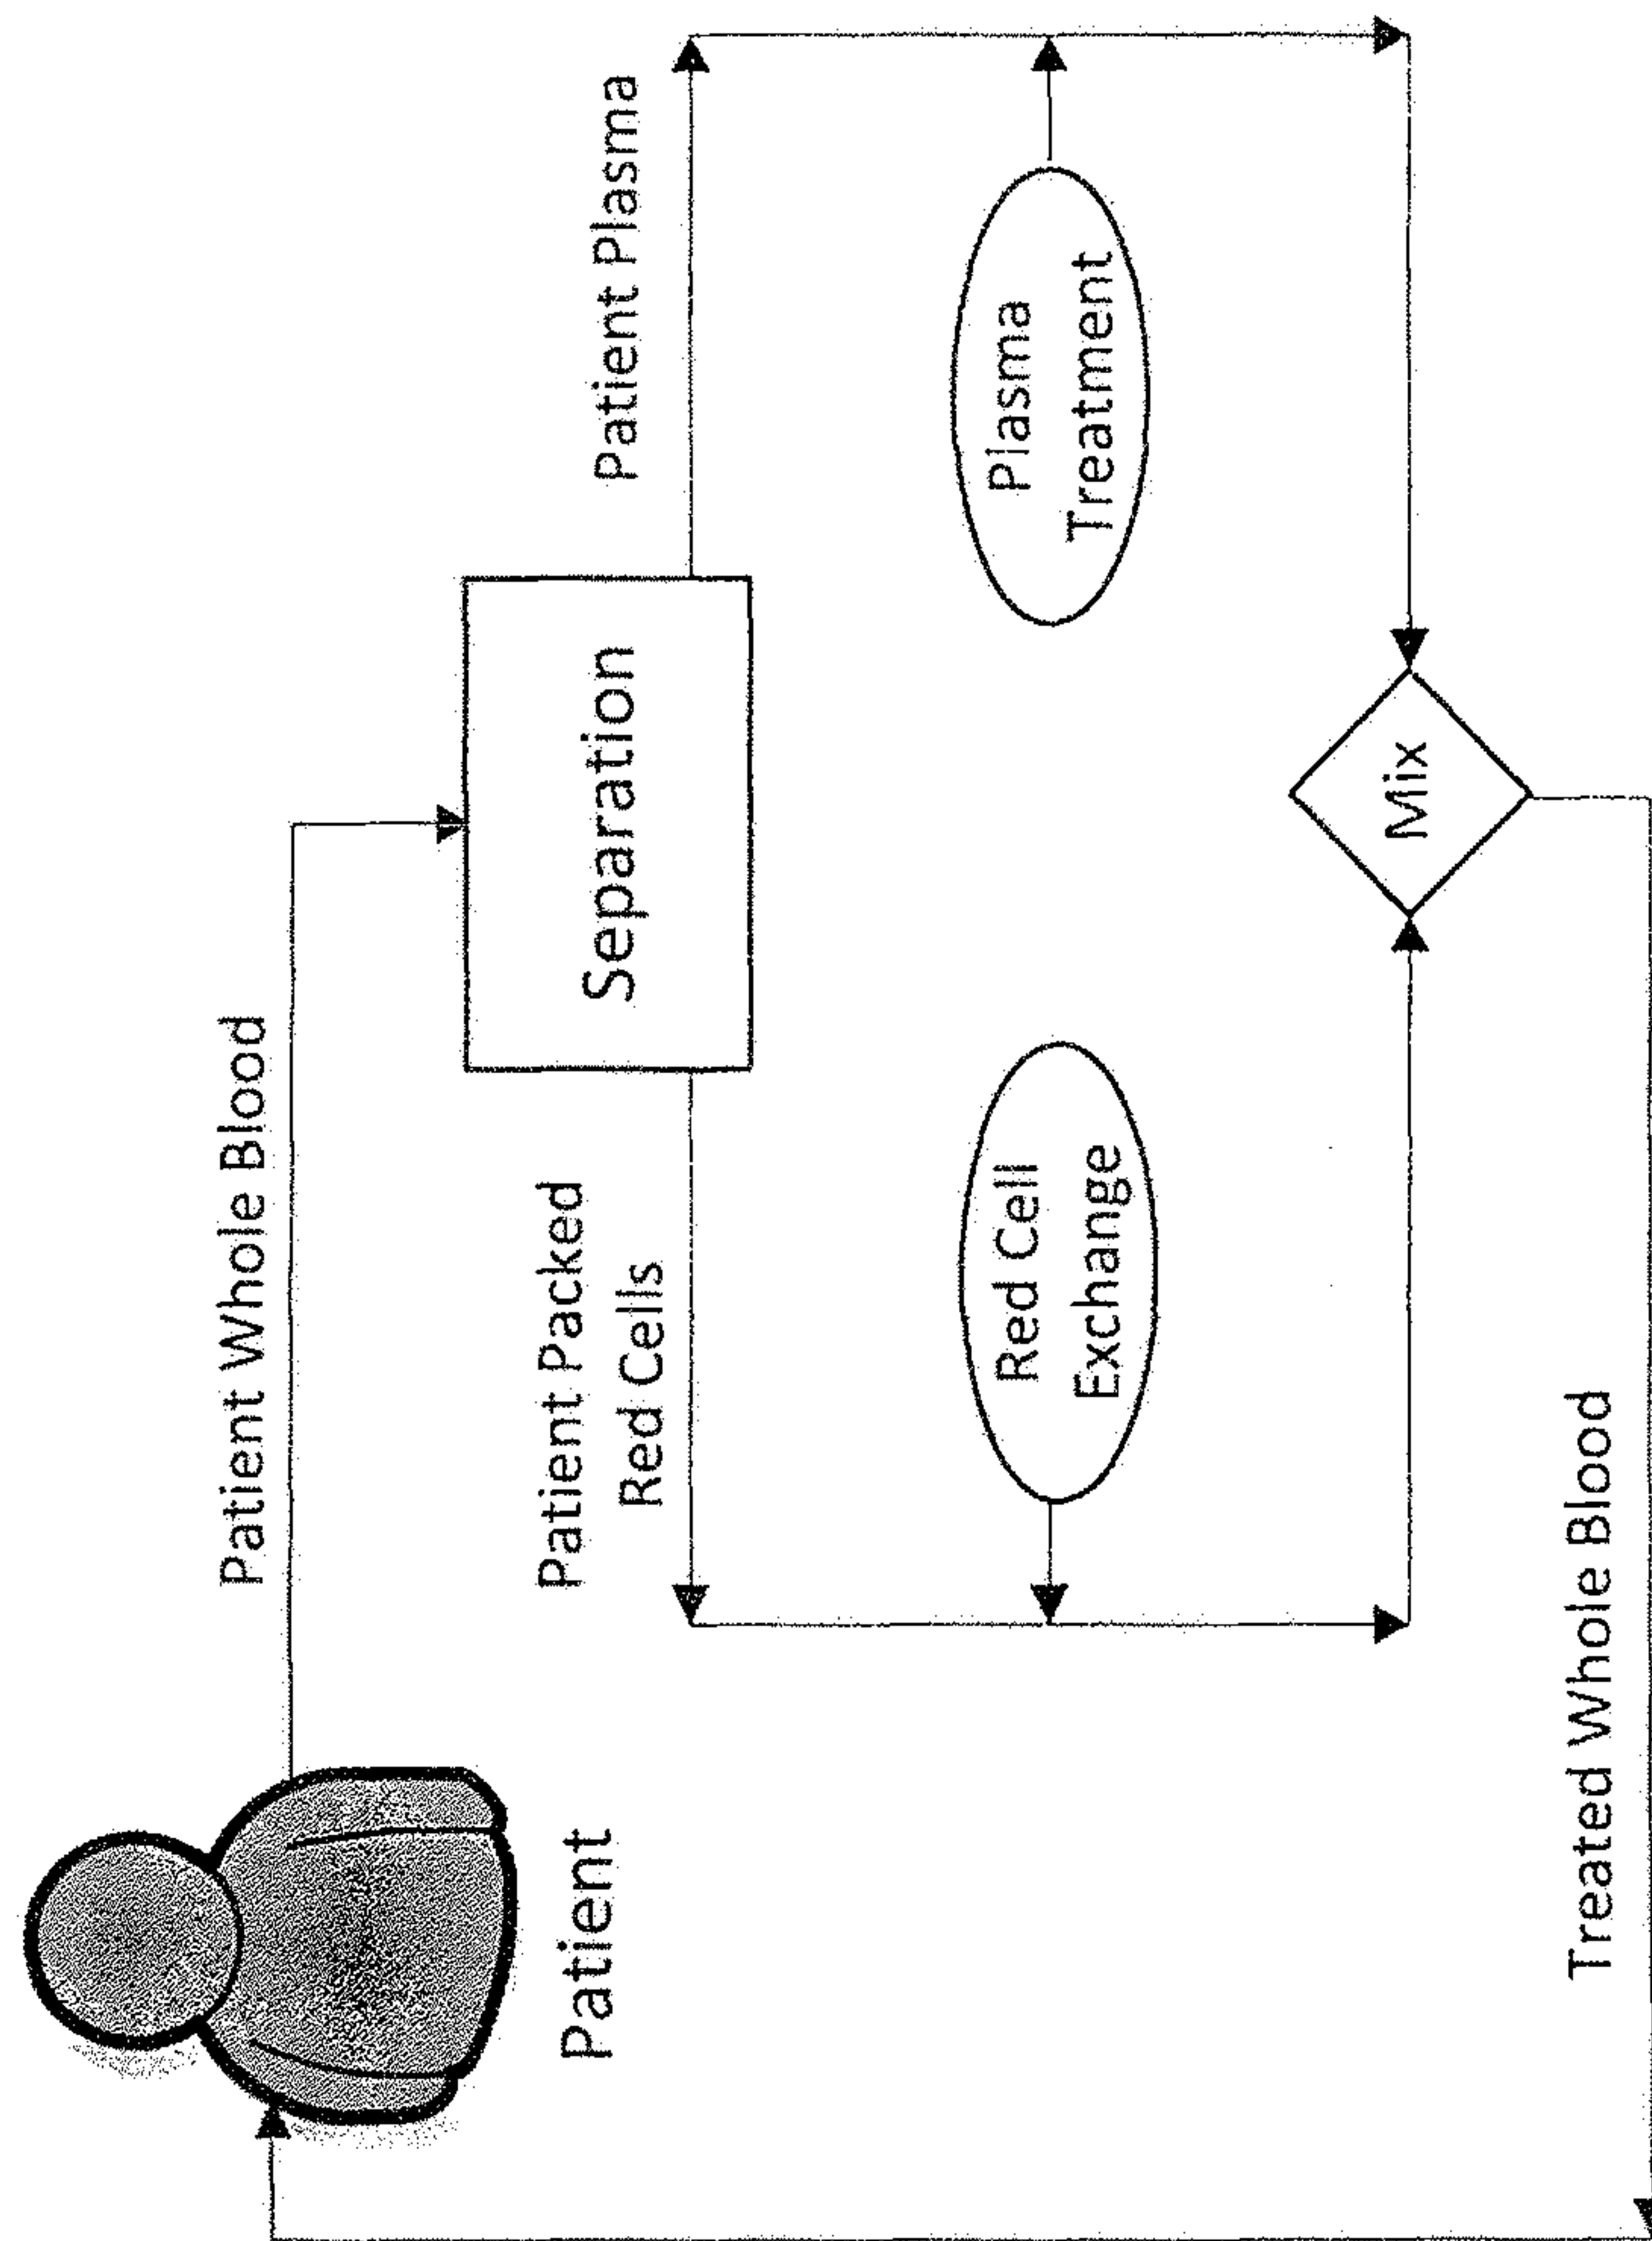 Patient Whole Blood
Patient
Separation
Patient Packed
Red Cells
Patient Plasma
Red Cell
Exchange
Plasma
Treatment
Mix
Treated Whole Blood